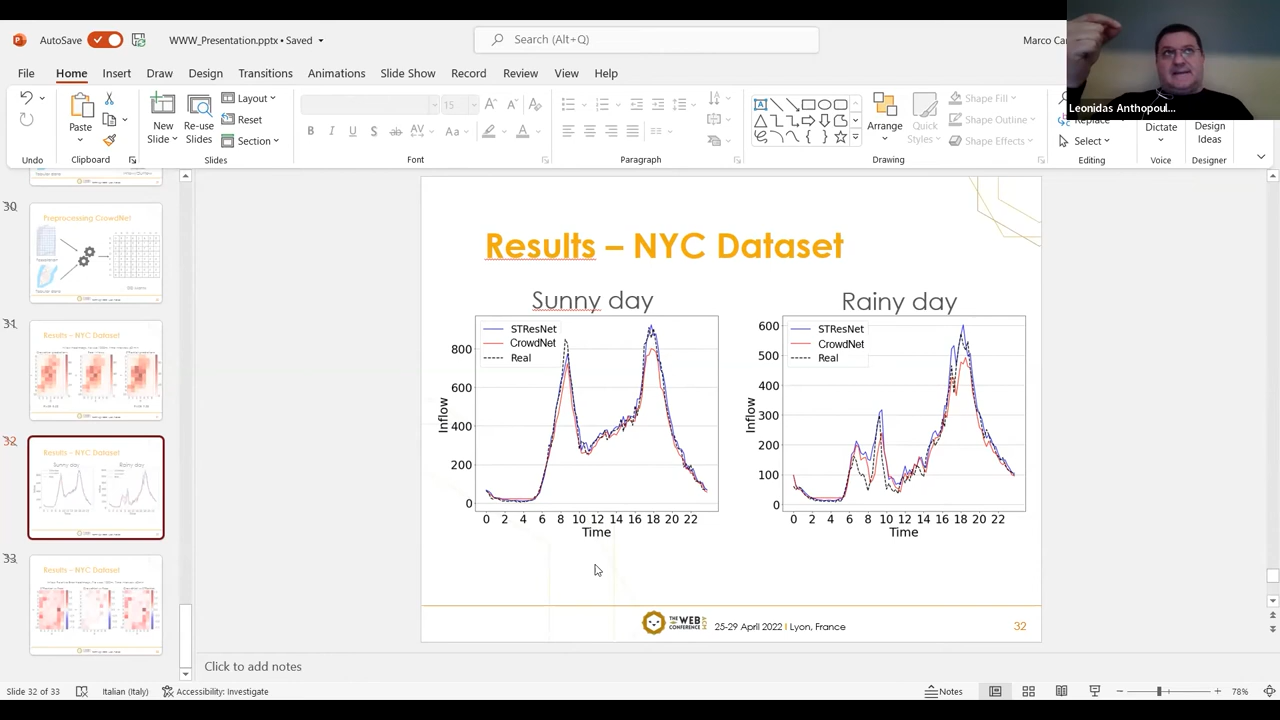 AutoSave
WWW_Presentation.pptx • Saved
Search (Alt+Q)
Marco
Leonidas Anthopoul...
File Home Insert Draw Design Transitions Animations Slide Show Record Review View Help
Paste
New Slide
Re-use Slides
Layout
Reset
Section
15
Arrange
Quick Styles
Shape Fill
Shape Outline
Shape Effects
Replace
Select
Dictate
Design Ideas
Undo Clipboard Slides Font Paragraph Drawing Editing Voice Designer
30
Preprocessing CrowdNet
31
Results – NYC Dataset
32
Results – NYC Dataset
Sunny day Rainy day
33
Results – NYC Dataset
Results – NYC Dataset
Sunny day
STResNet
CrowdNet
Real
800
600
400
200
0
Inflow
0 2 4 6 8 10 12 14 16 18 20 22
Time
Rainy day
STResNet
CrowdNet
Real
600
500
400
300
200
100
0
Inflow
0 2 4 6 8 10 12 14 16 18 20 22
Time
THE WEB CONFERENCE
25-29 April 2022 I Lyon, France
32
Click to add notes
Slide 32 of 33 Italian (Italy) Accessibility: Investigate Notes 78%